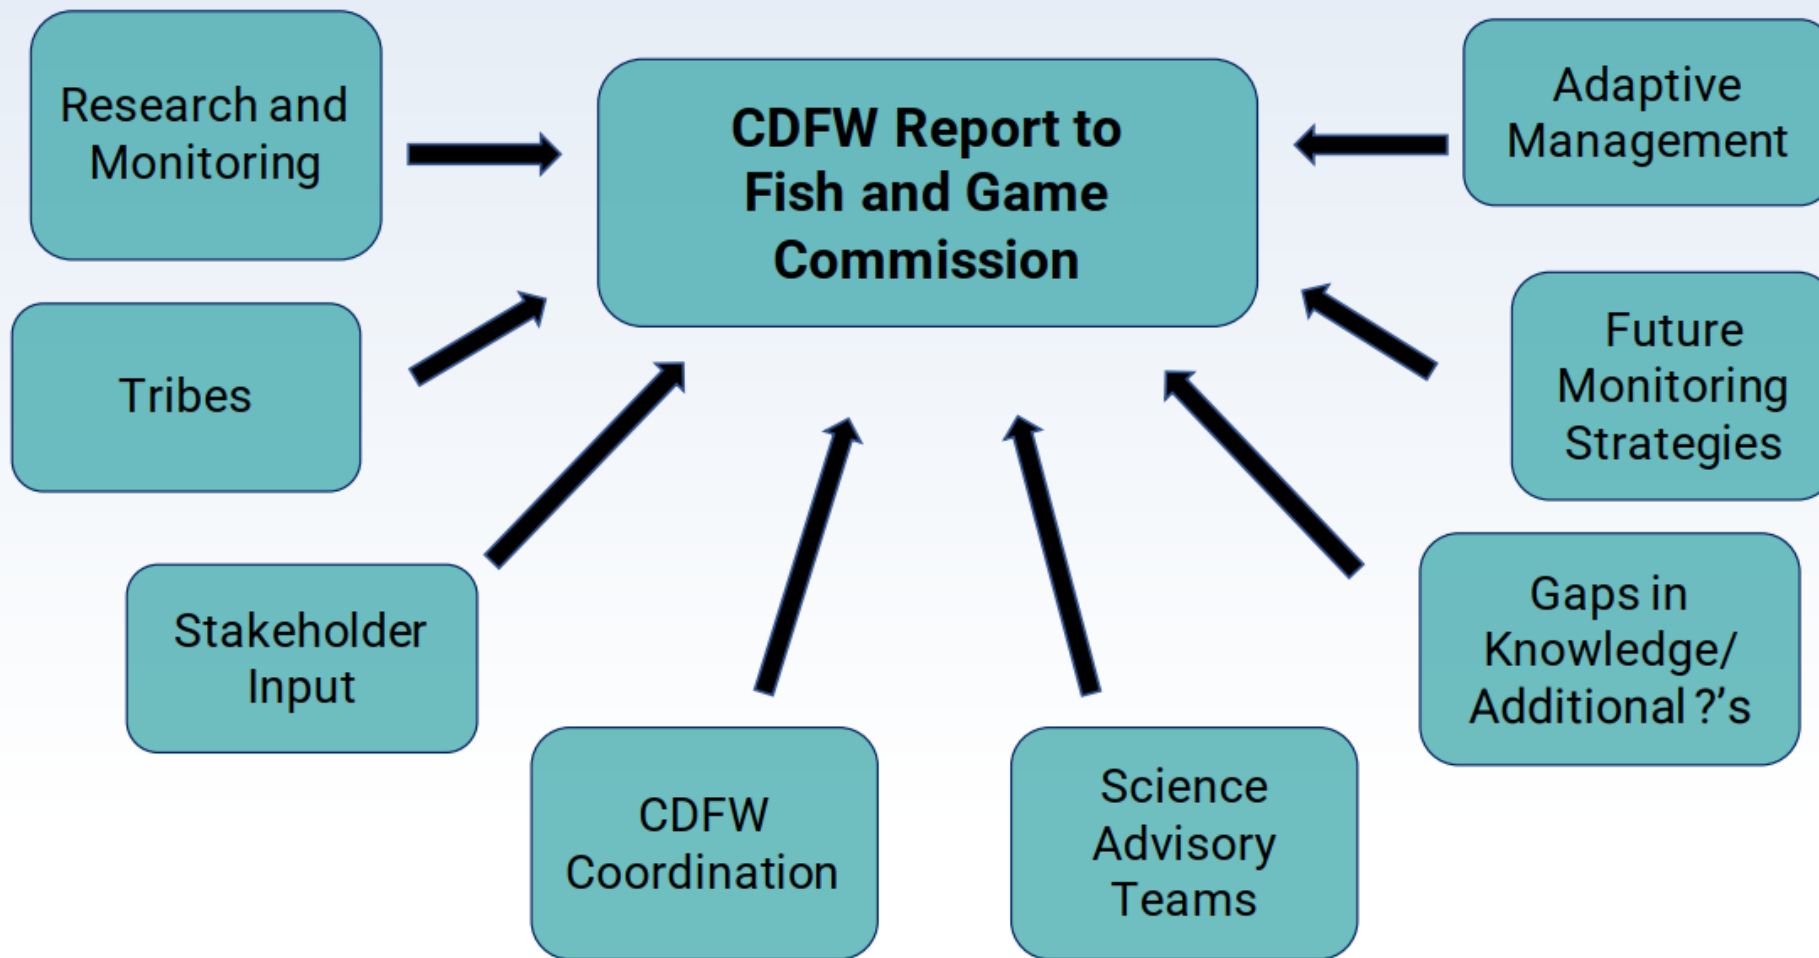 Research and
Monitoring
CDFW Report to
Fish and Game
Commission
Adaptive
Management
Tribes
Future
Monitoring
Strategies
Stakeholder
Input
Gaps in
Knowledge/
Additional ?’s
CDFW
Coordination
Science
Advisory
Teams